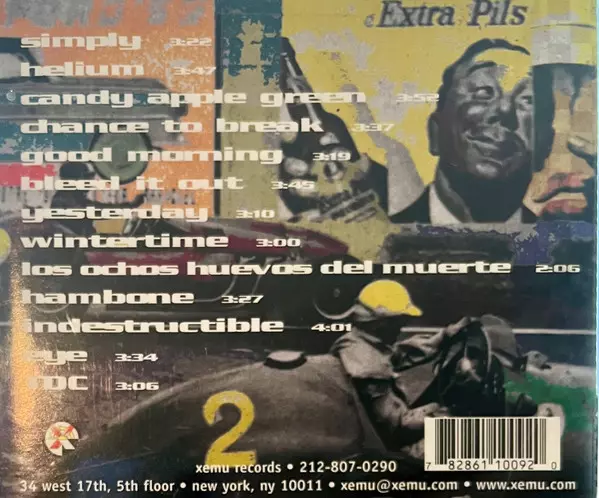 Extra Pils
simply 3:22
helium 3:47
candy apple green 3:52
chance to break 3:37
good morning 3:19
bleed it out 3:45
yesterday 3:10
wintertime 3:00
los ochos huevos del muerte 2:06
hambone 3:27
indestructible 4:01
eye 3:34
TDC 3:06
2
7 82861 10092 0
xemu records • 212-807-0290
34 west 17th, 5th floor • new york, ny 10011 • xemu@xemu.com • www.xemu.com